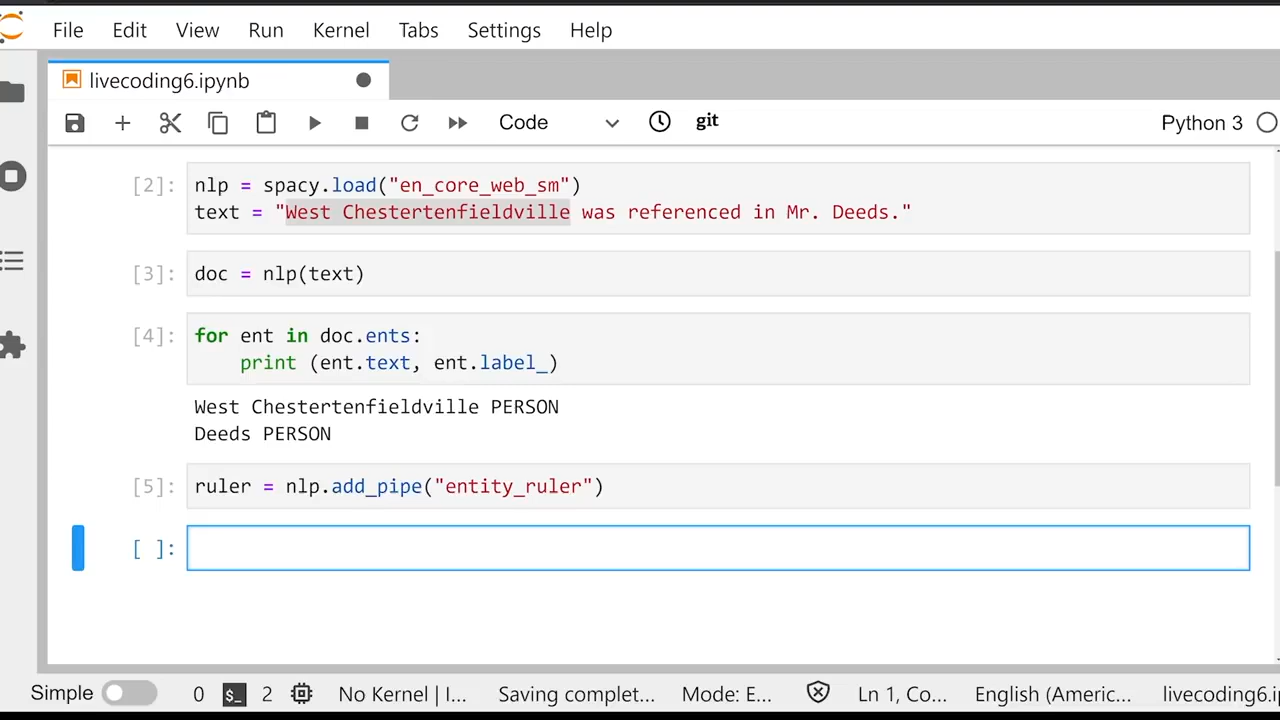 File Edit View Run Kernel Tabs Settings Help
livecoding6.ipynb
Code git Python 3
[2]: nlp = spacy.load("en_core_web_sm")
text = "West Chestertenfieldville was referenced in Mr. Deeds."
[3]: doc = nlp(text)
[4]: for ent in doc.ents:
print (ent.text, ent.label_)
West Chestertenfieldville PERSON
Deeds PERSON
[5]: ruler = nlp.add_pipe("entity_ruler")
[ ]:
Simple 0 $_ 2 No Kernel | I... Saving complet... Mode: E... Ln 1, Co... English (Americ... livecoding6.ip